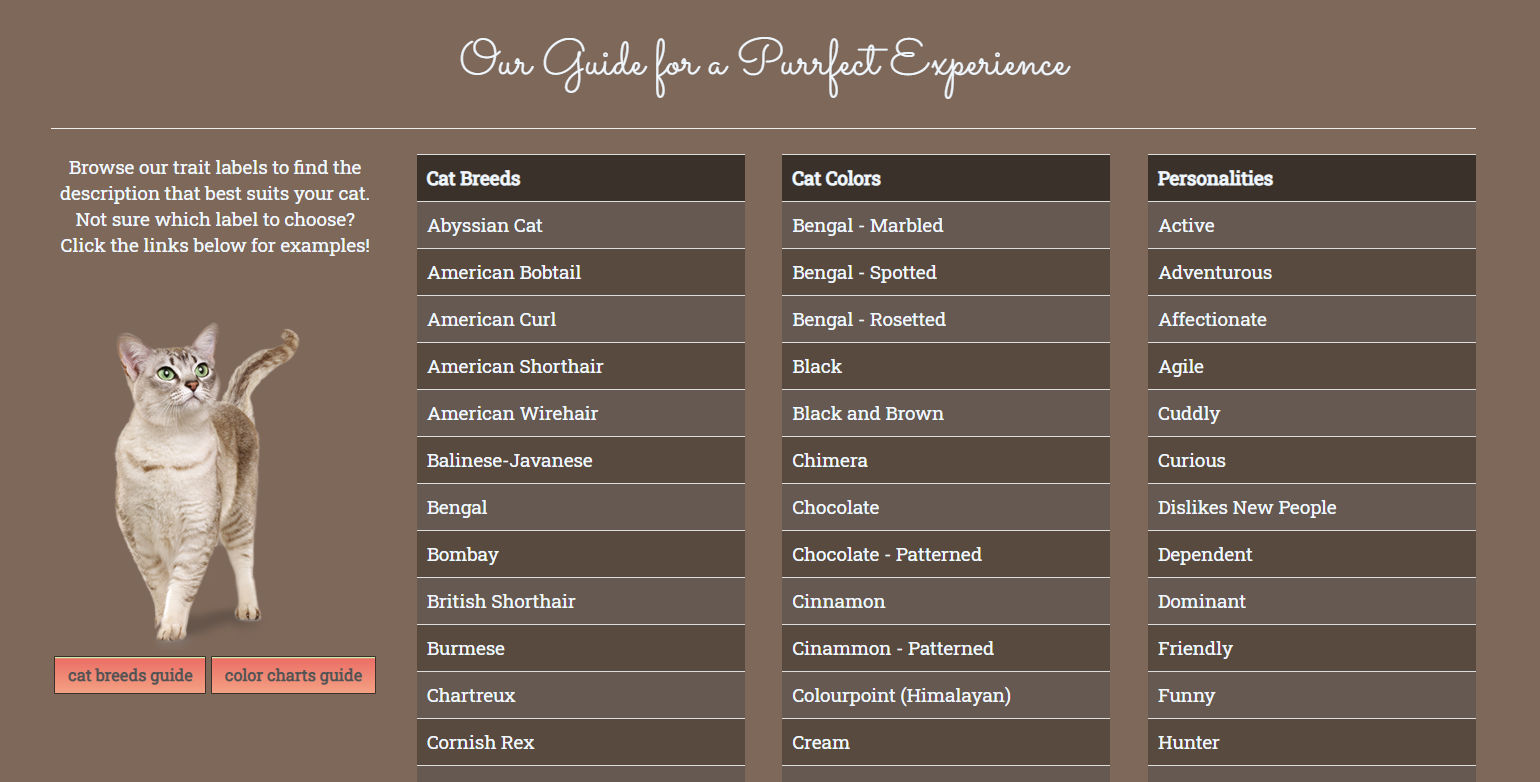 Our Guide for a Purrfect Experience
Browse our trait labels to find the
description that best suits your cat.
Not sure which label to choose?
Click the links below for examples!
cat breeds guide
color charts guide
Cat Breeds
Abyssian Cat
American Bobtail
American Curl
American Shorthair
American Wirehair
Balinese-Javanese
Bengal
Bombay
British Shorthair
Burmese
Chartreux
Cornish Rex
Cat Colors
Bengal - Marbled
Bengal - Spotted
Bengal - Rosetted
Black
Black and Brown
Chimera
Chocolate
Chocolate - Patterned
Cinnamon
Cinammon - Patterned
Colourpoint (Himalayan)
Cream
Personalities
Active
Adventurous
Affectionate
Agile
Cuddly
Curious
Dislikes New People
Dependent
Dominant
Friendly
Funny
Hunter